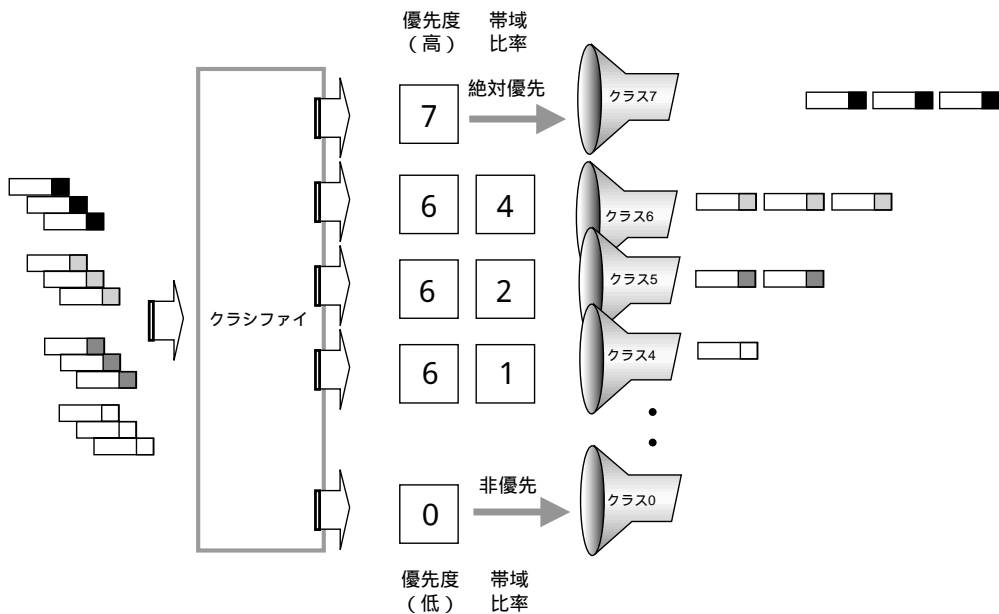 優先度
（高）
帯域
比率
7
絶対優先
クラス7
6
4
クラス6
6
2
クラス5
クラシファイ
6
1
クラス4
0
非優先
クラス0
優先度
（低）
帯域
比率